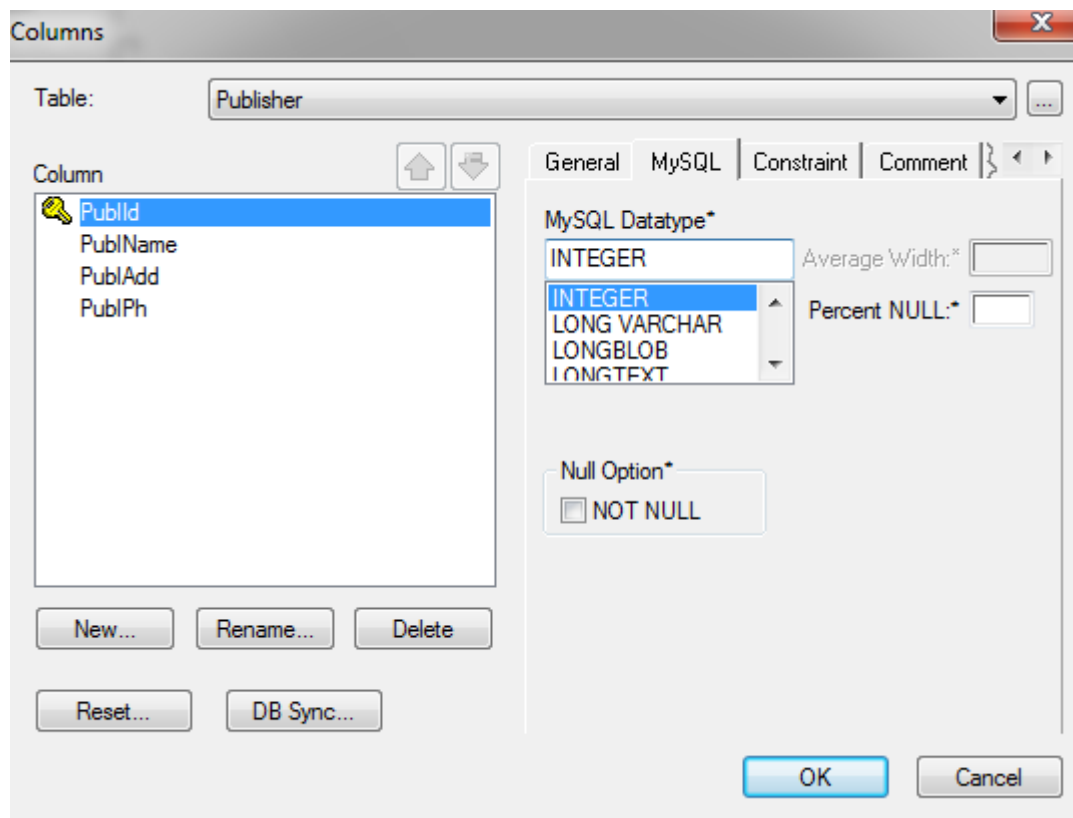 Columns
Table:
Publisher
...
Column
PublId
PublName
PublAdd
PublPh
General MySQL Constraint Comment
MySQL Datatype*
INTEGER
Average Width:*
INTEGER
LONG VARCHAR
LONGBLOB
LONGTEXT
Percent NULL:*
Null Option*
NOT NULL
New... Rename... Delete
Reset... DB Sync...
OK Cancel